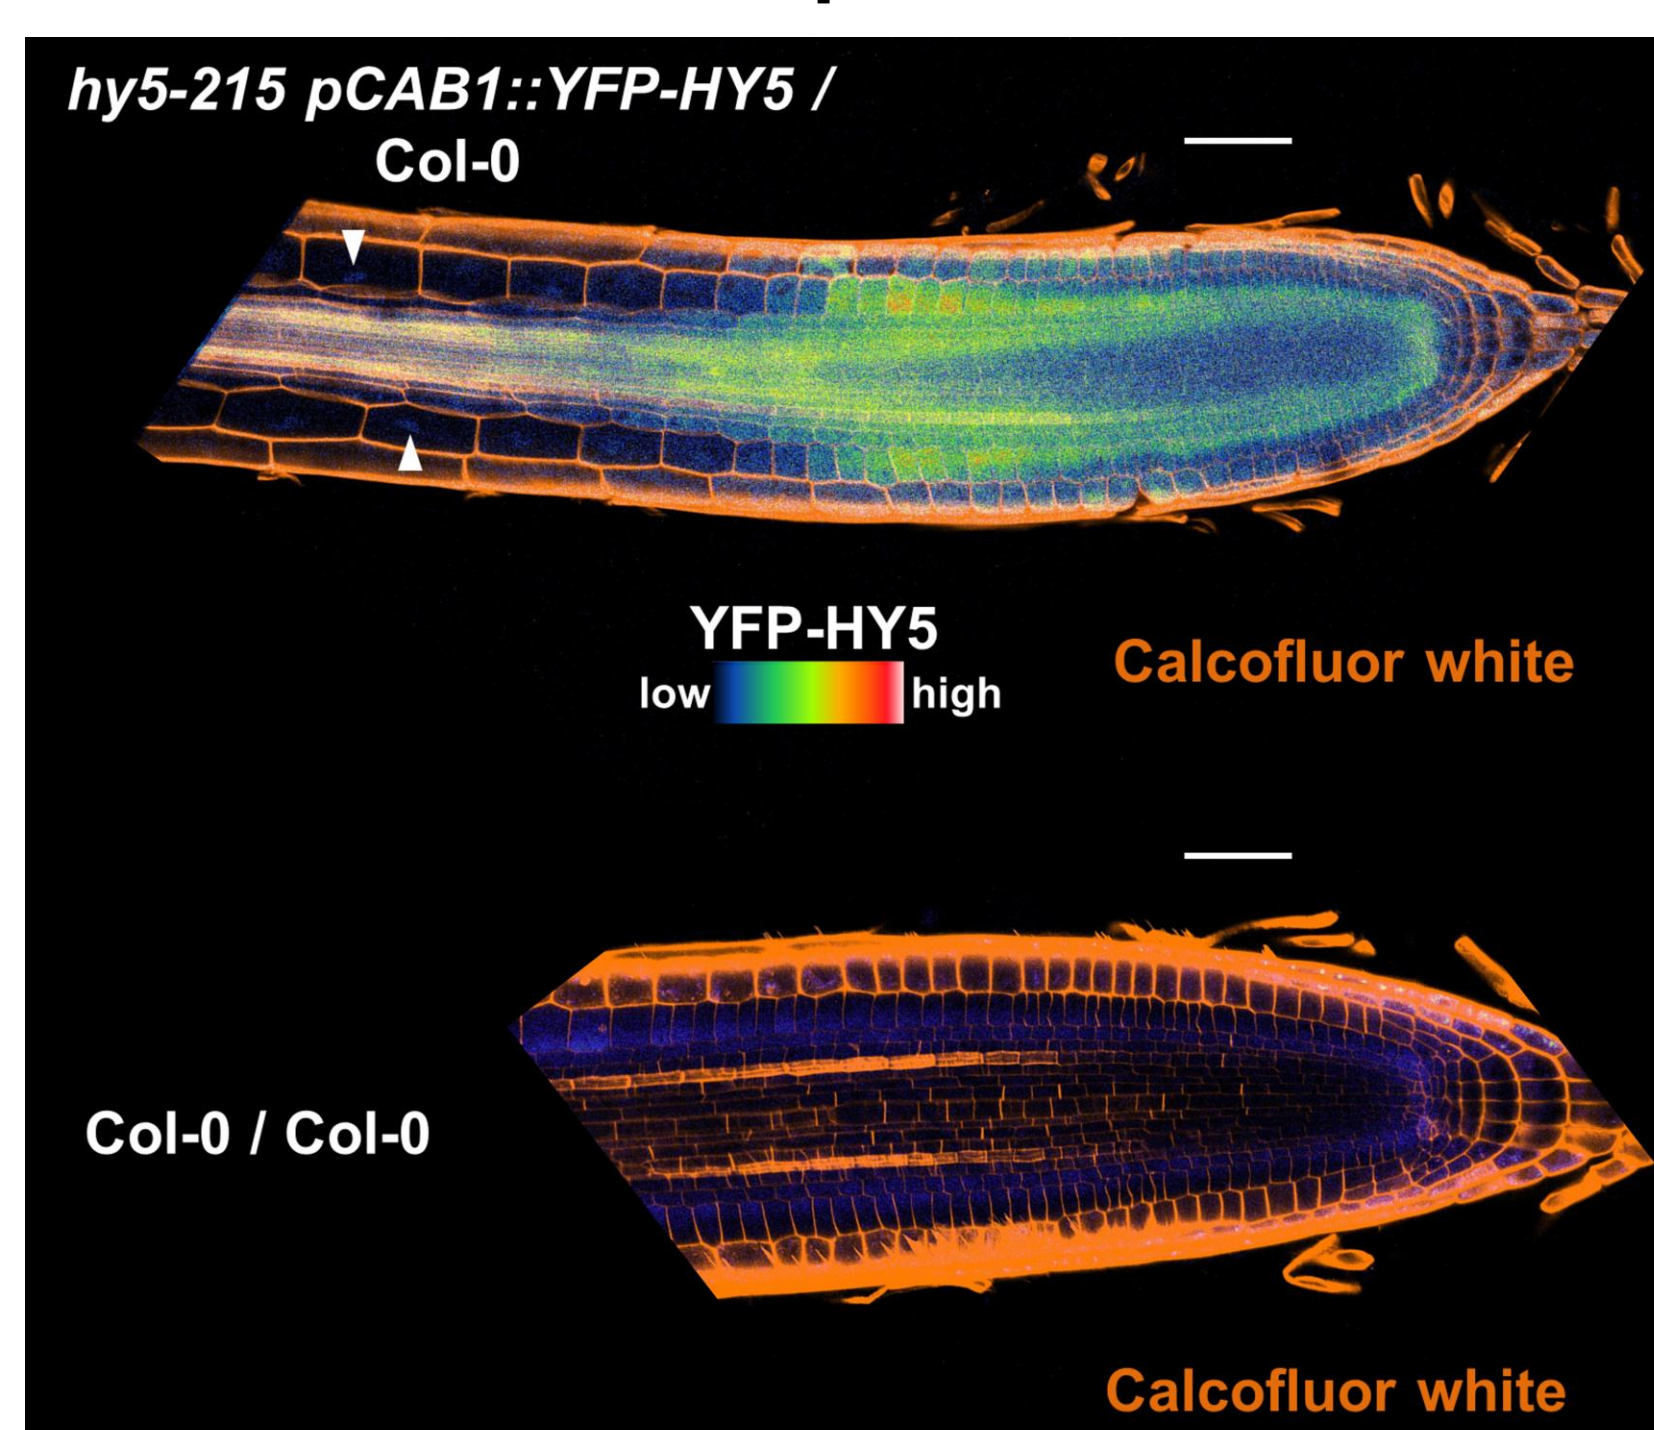 hy5-215 pCAB1::YFP-HY5 /
Col-0
YFP-HY5
low high
Calcofluor white
Col-0 / Col-0
Calcofluor white